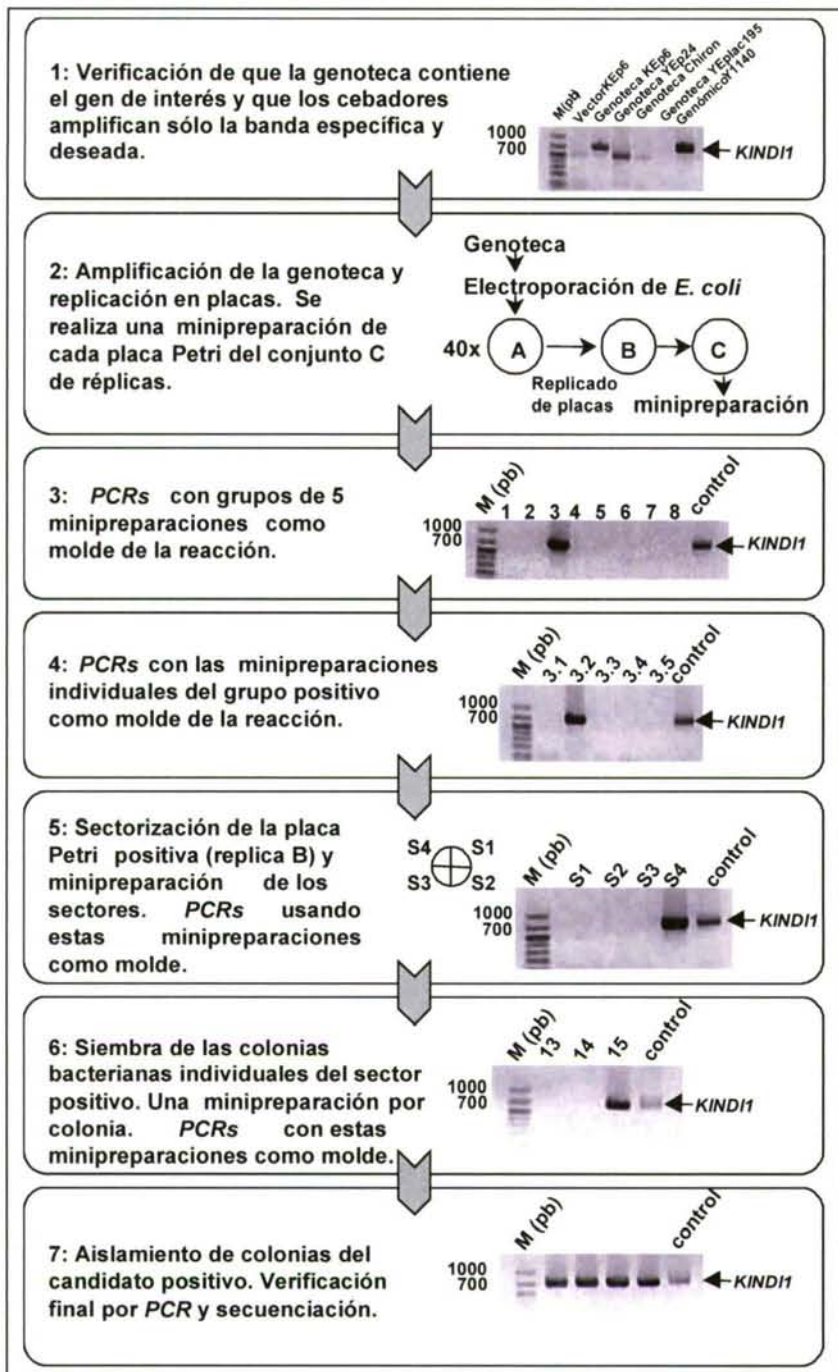 1: Verificación de que la genoteca contiene
el gen de interés y que los cebadores
amplifican sólo la banda específica y
deseada.
M(pb)
VectorKEp6
Genoteca KEp6
Genoteca YEp24
Genoteca Chiron
Genoteca YEplac195
GenómicoY1140
1000
700
KINDI1
2: Amplificación de la genoteca y
replicación en placas. Se
realiza una minipreparación de
cada placa Petri del conjunto C
de réplicas.
Genoteca
Electroporación de E. coli
40x A B C
Replicado
de placas
minipreparación
3: PCRs con grupos de 5
minipreparaciones como
molde de la reacción.
M (pb) 1 2 3 4 5 6 7 8 control
1000
700
KINDI1
4: PCRs con las minipreparaciones
individuales del grupo positivo
como molde de la reacción.
M (pb) 3.1 3.2 3.3 3.4 3.5 control
1000
700
KINDI1
5: Sectorización de la placa
Petri positiva (replica B) y
minipreparación de los
sectores. PCRs usando
estas minipreparaciones
como molde.
S4 S1
S3 S2
M (pb) S1 S2 S3 S4 control
1000
700
KINDI1
6: Siembra de las colonias
bacterianas individuales del sector
positivo. Una minipreparación por
colonia. PCRs con estas
minipreparaciones como molde.
M (pb) 13 14 15 control
1000
700
KINDI1
7: Aislamiento de colonias del
candidato positivo. Verificación
final por PCR y secuenciación.
M (pb) control
1000
700
KINDI1